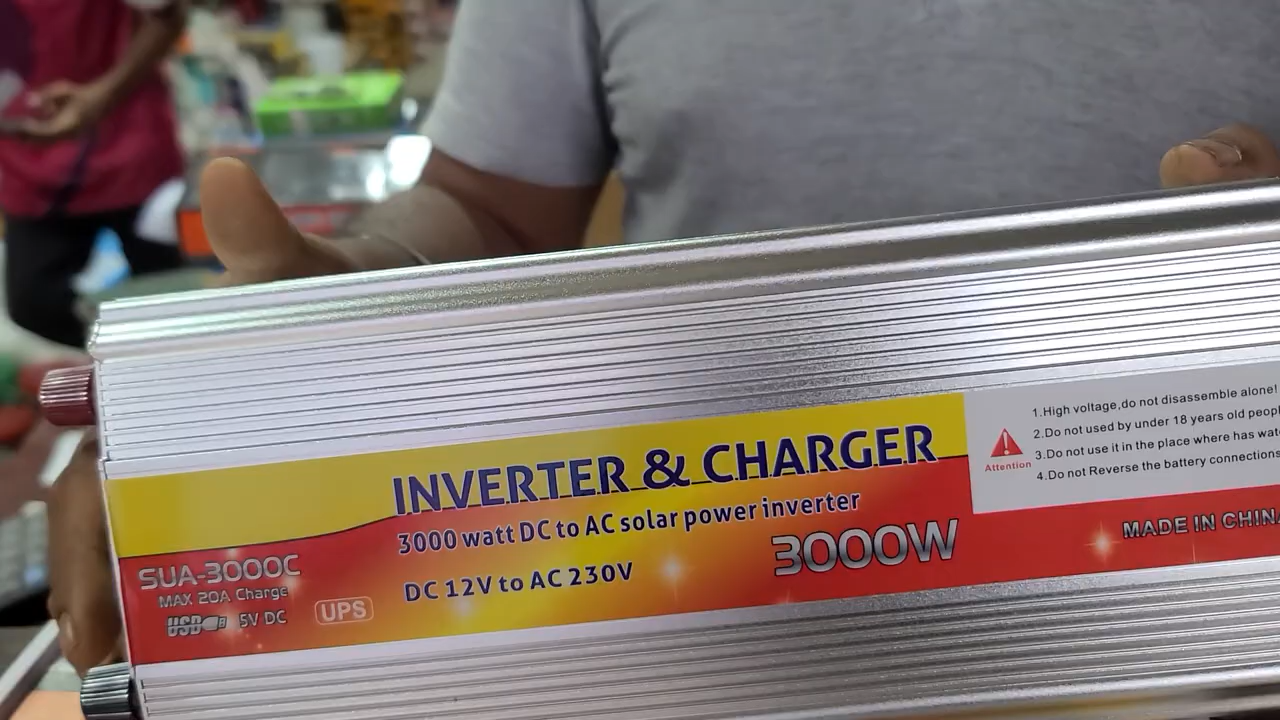 INVERTER & CHARGER
3000 watt DC to AC solar power inverter
3000W
DC 12V to AC 230V
SUA-3000C
MAX 20A Charge
USB 5V DC
UPS
Attention
1.High voltage,do not disassemble alone!
2.Do not used by under 18 years old
3.Do not use it in the place where has
4.Do not Reverse the battery connections
MADE IN CHINA